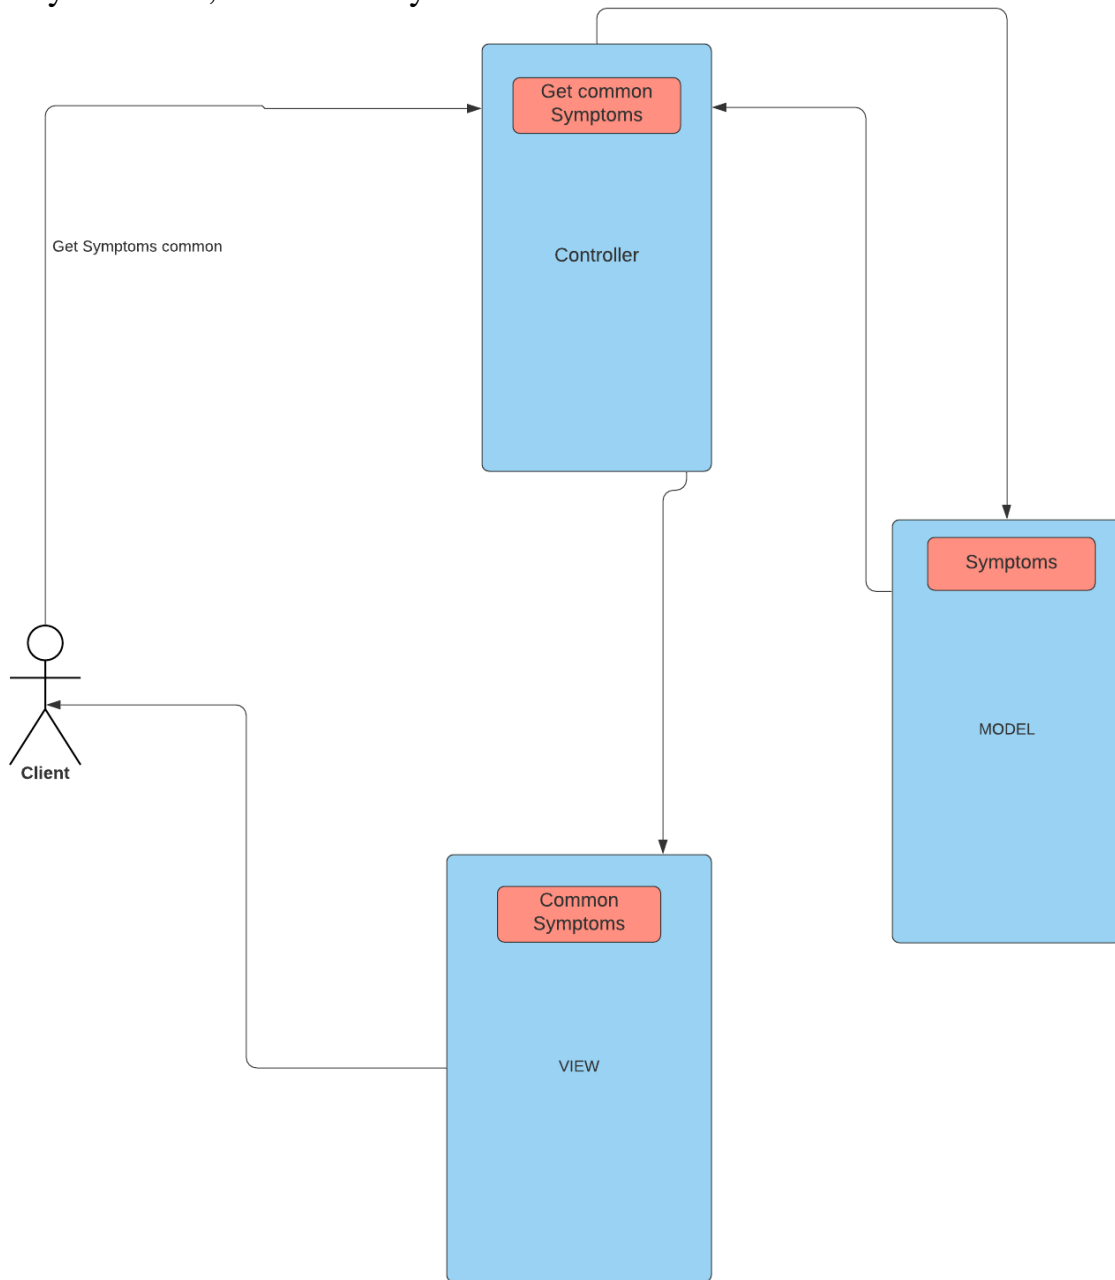 Get common
Symptoms
Get Symptoms common
Controller
Symptoms
MODEL
Client
Common
Symptoms
VIEW